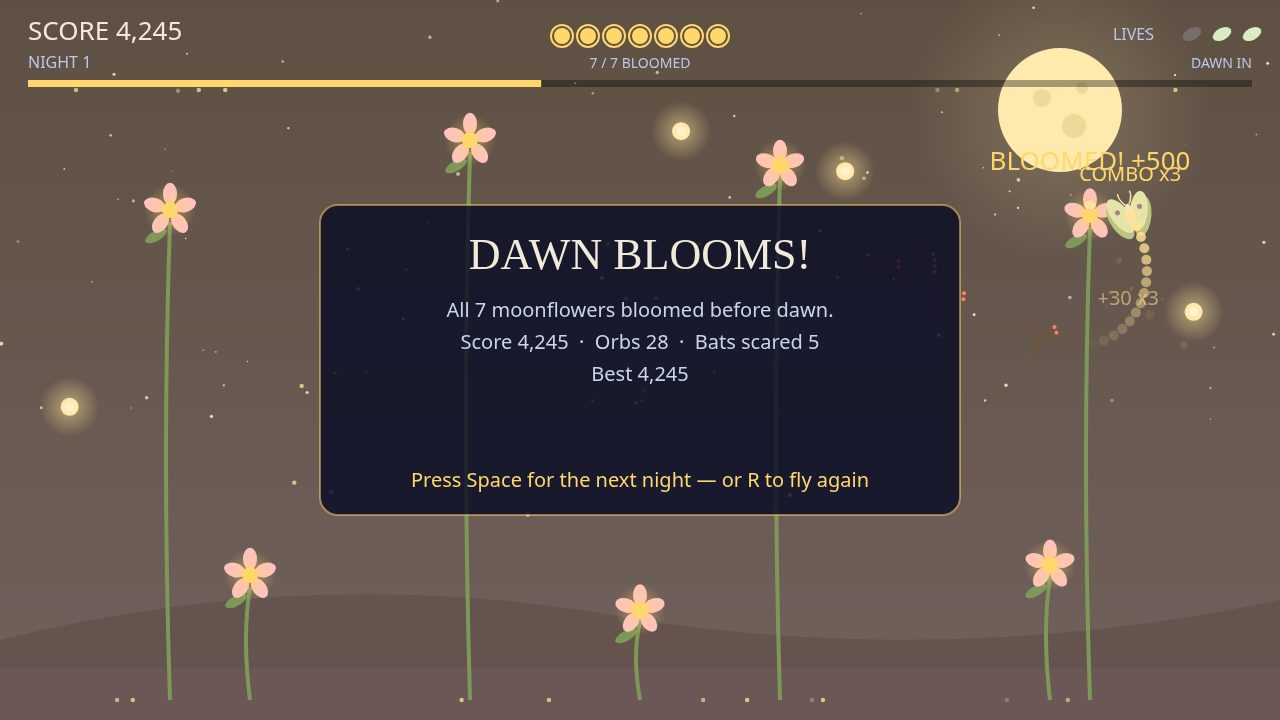 SCORE 4,245
NIGHT 1
7 / 7 BLOOMED
LIVES
DAWN IN
BLOOMED! +500
COMBO x3
+30 x3
DAWN BLOOMS!
All 7 moonflowers bloomed before dawn.
Score 4,245 · Orbs 28 · Bats scared 5
Best 4,245
Press Space for the next night — or R to fly again